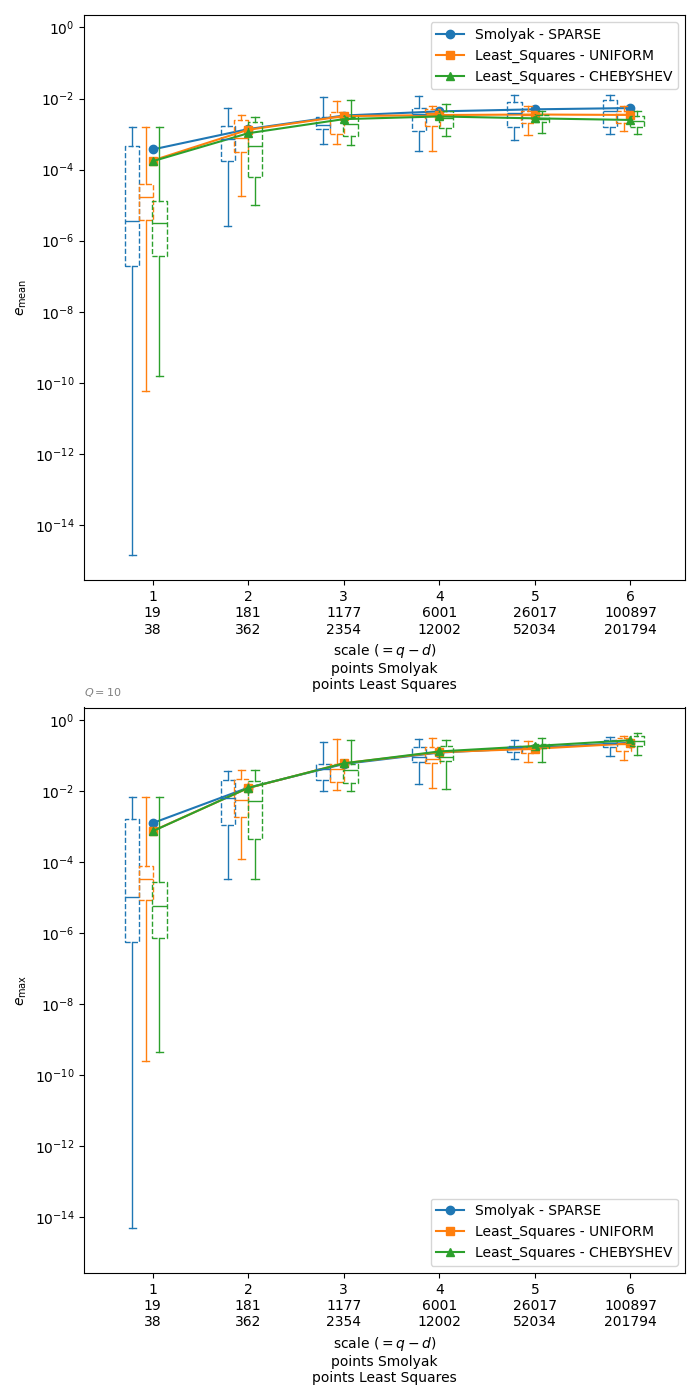 10⁰
10⁻²
10⁻⁴
10⁻⁶
10⁻⁸
10⁻¹⁰
10⁻¹²
10⁻¹⁴
e_mean
Smolyak - SPARSE
Least_Squares - UNIFORM
Least_Squares - CHEBYSHEV
1 2 3 4 5 6
19 181 1177 6001 26017 100897
38 362 2354 12002 52034 201794
scale (= q − d)
points Smolyak
points Least Squares
Q = 10
10⁰
10⁻²
10⁻⁴
10⁻⁶
10⁻⁸
10⁻¹⁰
10⁻¹²
10⁻¹⁴
e_max
Smolyak - SPARSE
Least_Squares - UNIFORM
Least_Squares - CHEBYSHEV
1 2 3 4 5 6
19 181 1177 6001 26017 100897
38 362 2354 12002 52034 201794
scale (= q − d)
points Smolyak
points Least Squares